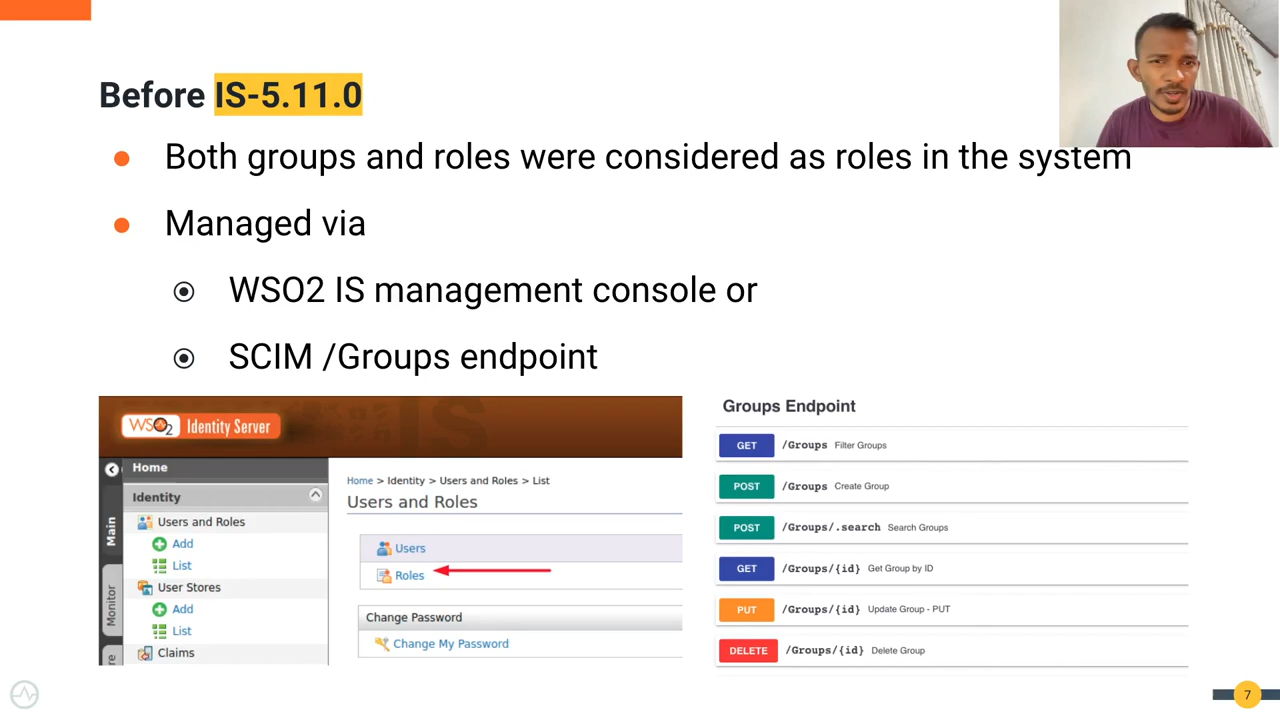 Before IS-5.11.0
Both groups and roles were considered as roles in the system
Managed via
WSO2 IS management console or
SCIM /Groups endpoint
WSO2 Identity Server
Home
Identity
Users and Roles
Add
List
User Stores
Add
List
Claims
Main
Monitor
re
Home > Identity > Users and Roles > List
Users and Roles
Users
Roles
Change Password
Change My Password
Groups Endpoint
GET /Groups Filter Groups
POST /Groups Create Group
POST /Groups/.search Search Groups
GET /Groups/{id} Get Group by ID
PUT /Groups/{id} Update Group - PUT
DELETE /Groups/{id} Delete Group
7